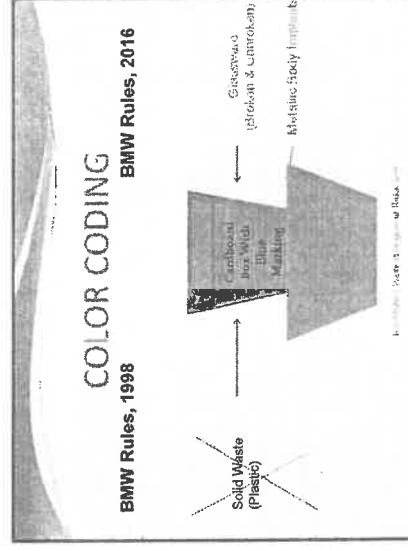 COLOR CODING
BMW Rules, 1998
BMW Rules, 2016
Solid Waste
(Plastic)
Cardboard
Box With
Blue
Marking
Glassware
(Broken & Unbroken)
Metallic Body Implants